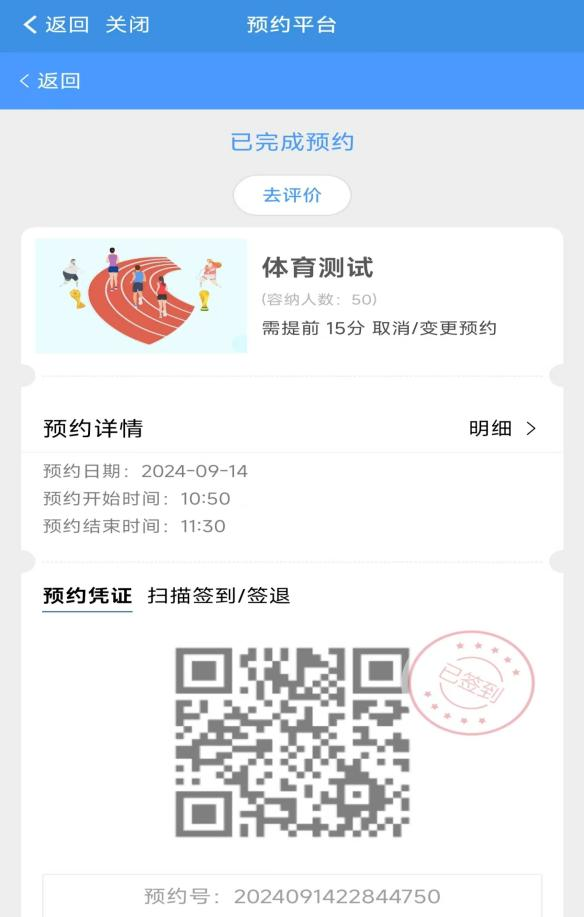 返回 关闭 预约平台
返回
已完成预约
去评价
体育测试
(容纳人数：50)
需提前 15分 取消/变更预约
预约详情 明细
预约日期：2024-09-14
预约开始时间：10:50
预约结束时间：11:30
预约凭证 扫描签到/签退
已签到
预约号：2024091422844750